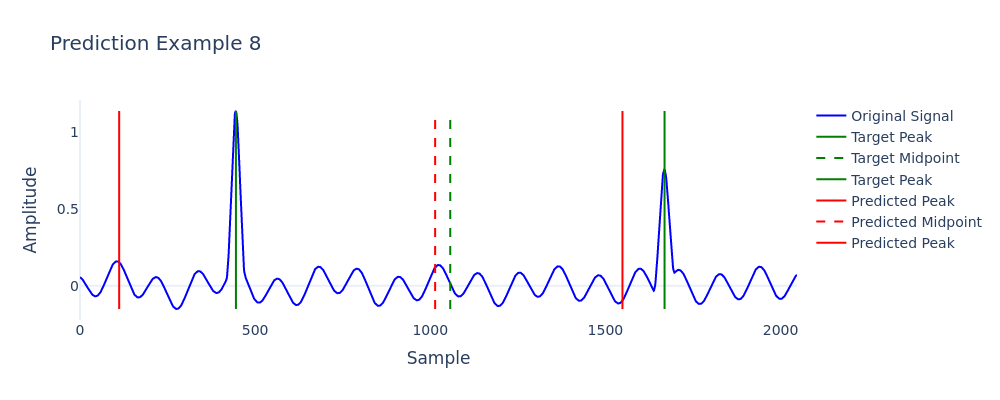 Prediction Example 8
Amplitude
1
0.5
0
0
500
1000
1500
2000
Sample
Original Signal
Target Peak
Target Midpoint
Target Peak
Predicted Peak
Predicted Midpoint
Predicted Peak